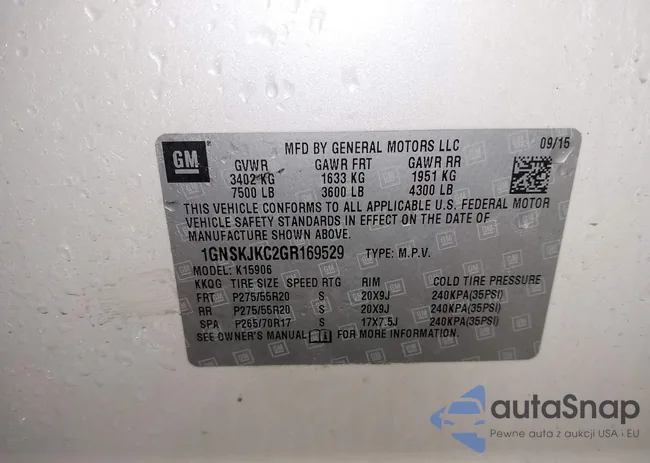 GM
MFD BY GENERAL MOTORS LLC 09/15
GVWR GAWR FRT GAWR RR
3402 KG 1633 KG 1951 KG
7500 LB 3600 LB 4300 LB
THIS VEHICLE CONFORMS TO ALL APPLICABLE U.S. FEDERAL MOTOR
VEHICLE SAFETY STANDARDS IN EFFECT ON THE DATE OF
MANUFACTURE SHOWN ABOVE.
1GNSKJKC2GR169529 TYPE: M.P.V.
MODEL: K15906
KKQG TIRE SIZE SPEED RTG RIM COLD TIRE PRESSURE
FRT P275/55R20 S 20X9J 240KPA(35PSI)
RR P275/55R20 S 20X9J 240KPA(35PSI)
SPA P265/70R17 S 17X7.5J 240KPA(35PSI)
SEE OWNER'S MANUAL FOR MORE INFORMATION.
autaSnap
Pewne auta z aukcji USA i EU